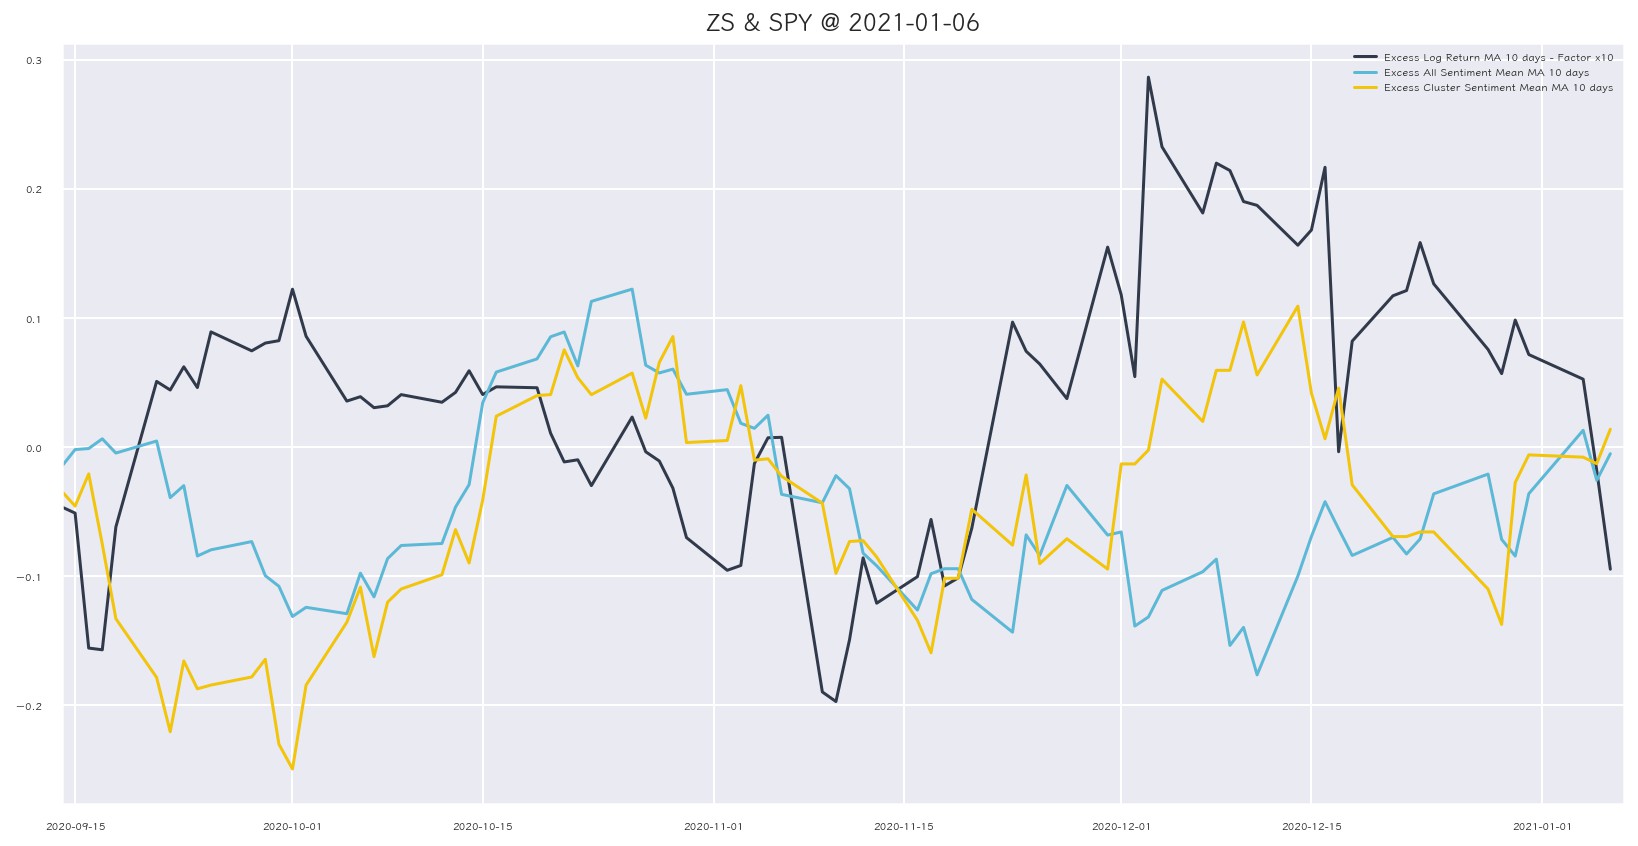 ZS & SPY @ 2021-01-06
Excess Log Return MA 10 days - Factor x10
Excess All Sentiment Mean MA 10 days
Excess Cluster Sentiment Mean MA 10 days
0.3
0.2
0.1
0.0
−0.1
−0.2
2020-09-15 2020-10-01 2020-10-15 2020-11-01 2020-11-15 2020-12-01 2020-12-15 2021-01-01